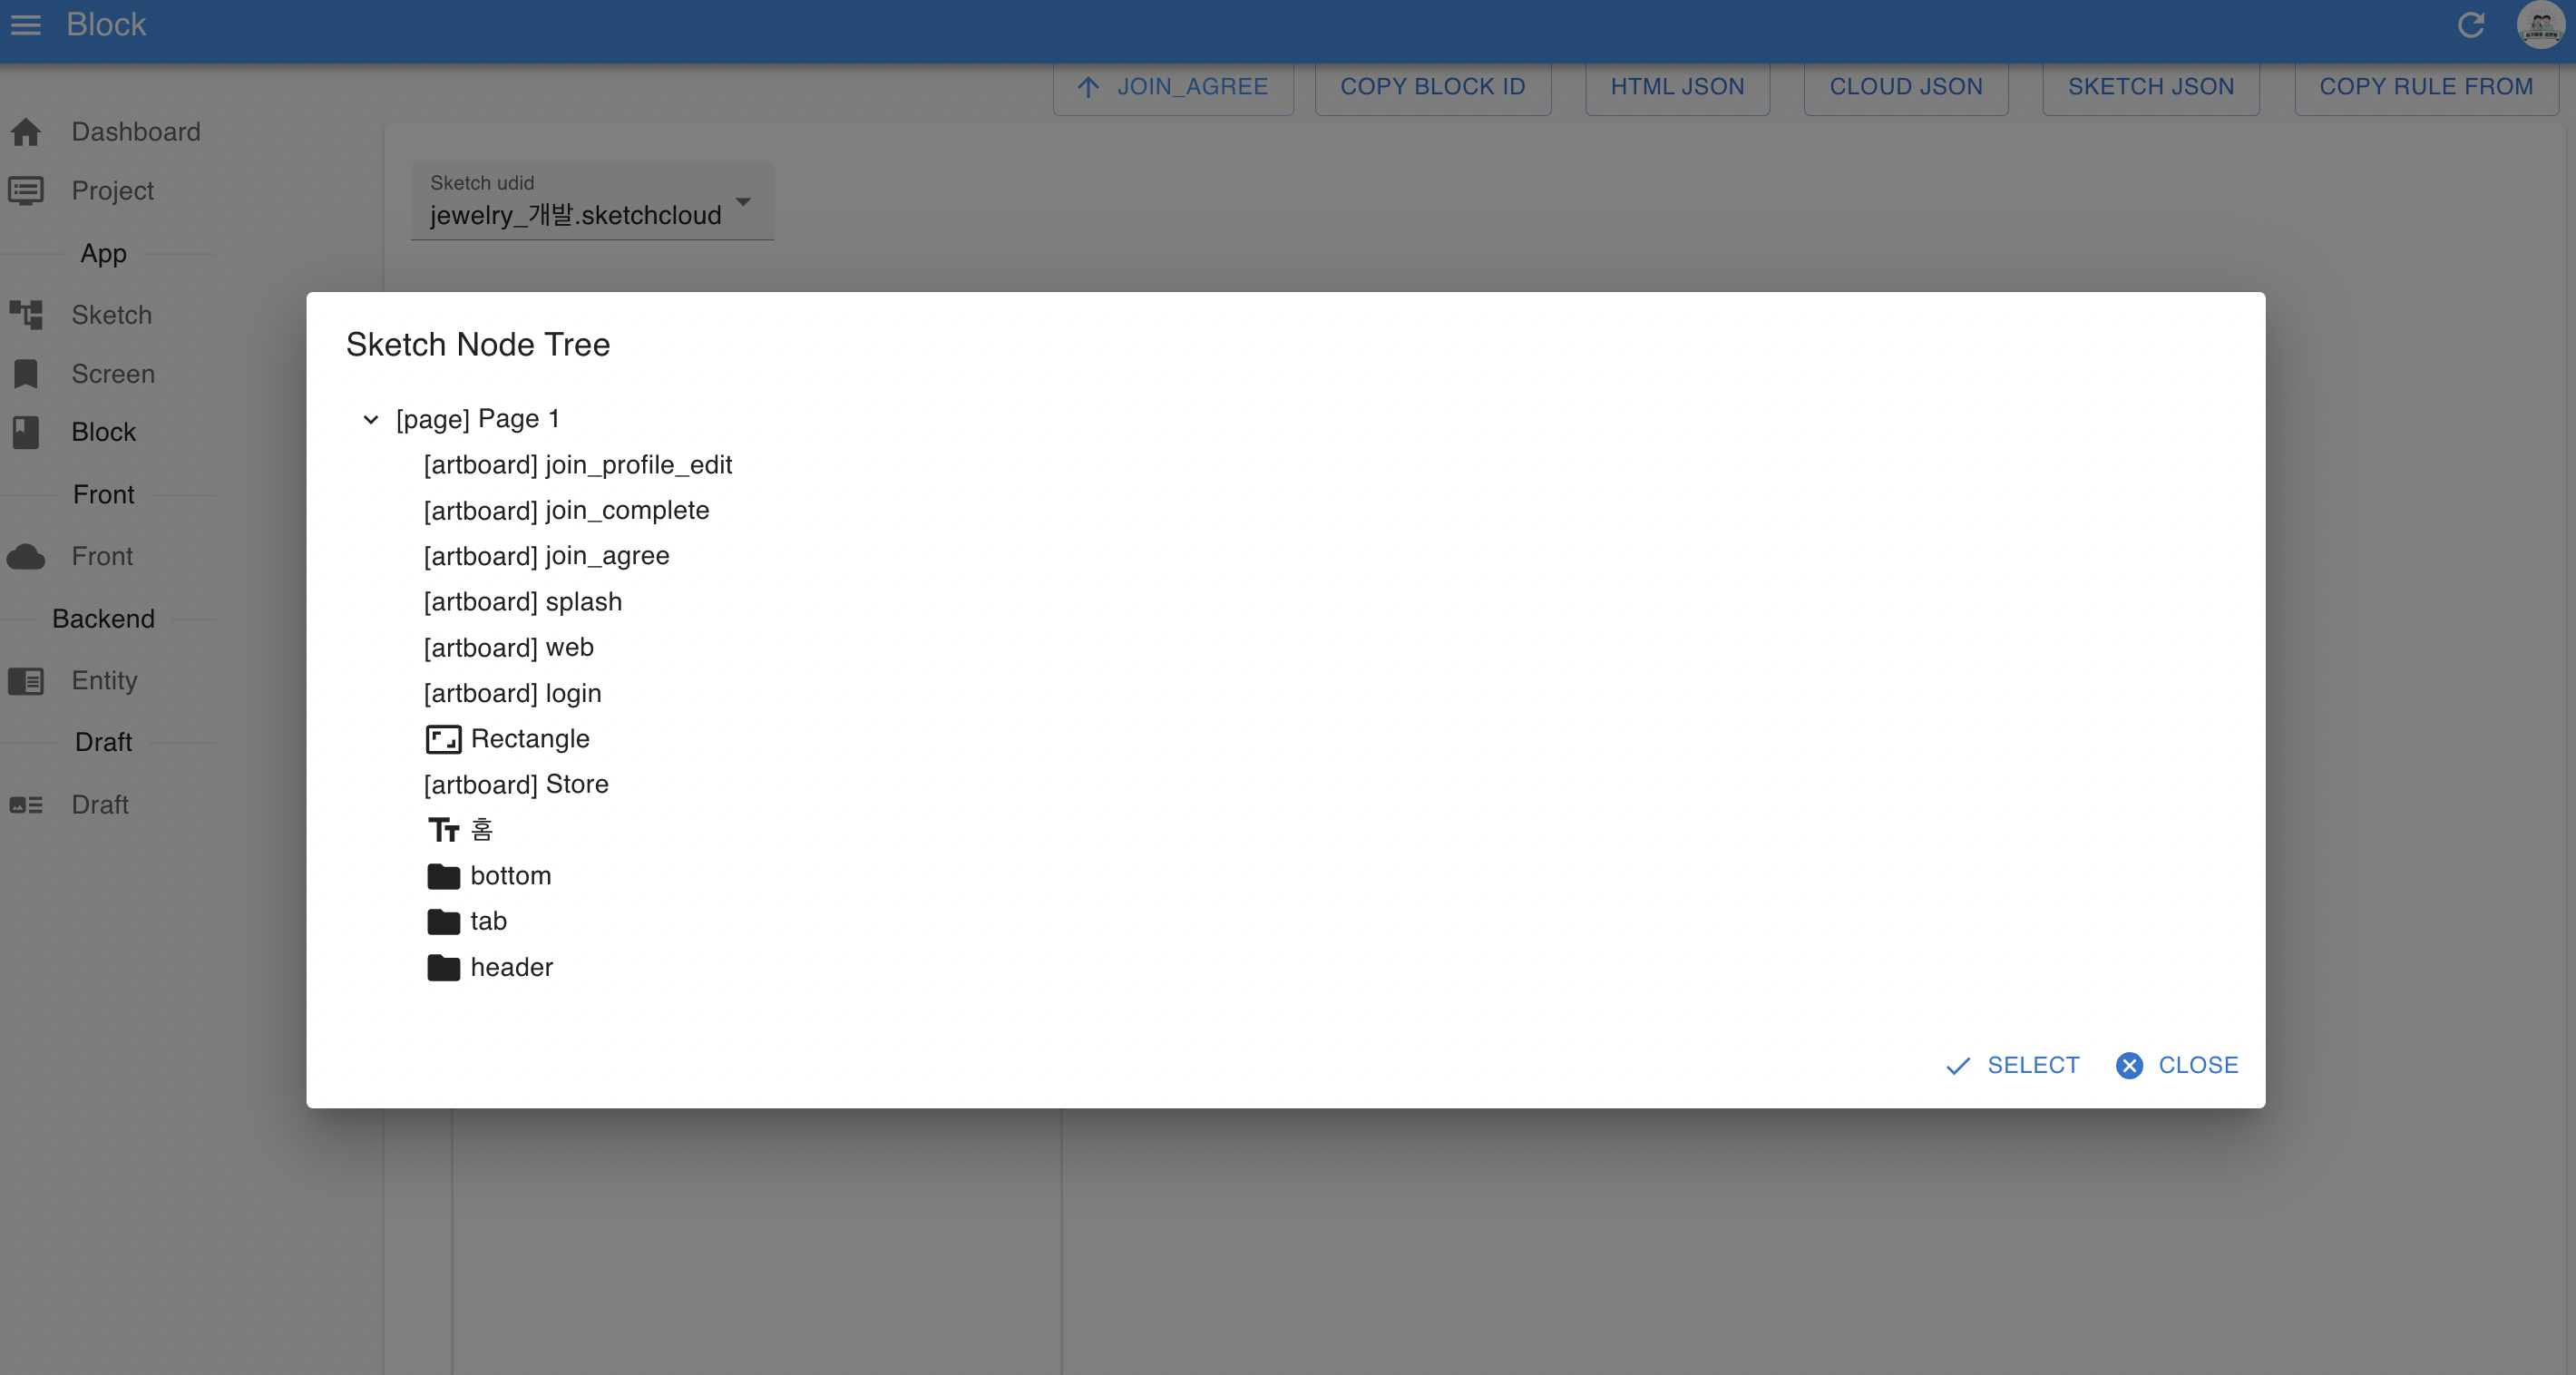 Block
JOIN_AGREE
COPY BLOCK ID
HTML JSON
CLOUD JSON
SKETCH JSON
COPY RULE FROM
Dashboard
Project
App
Sketch
Screen
Block
Front
Front
Backend
Entity
Draft
Draft
Sketch udid
jewelry_개발.sketchcloud
Sketch Node Tree
[page] Page 1
[artboard] join_profile_edit
[artboard] join_complete
[artboard] join_agree
[artboard] splash
[artboard] web
[artboard] login
Rectangle
[artboard] Store
홈
bottom
tab
header
SELECT
CLOSE